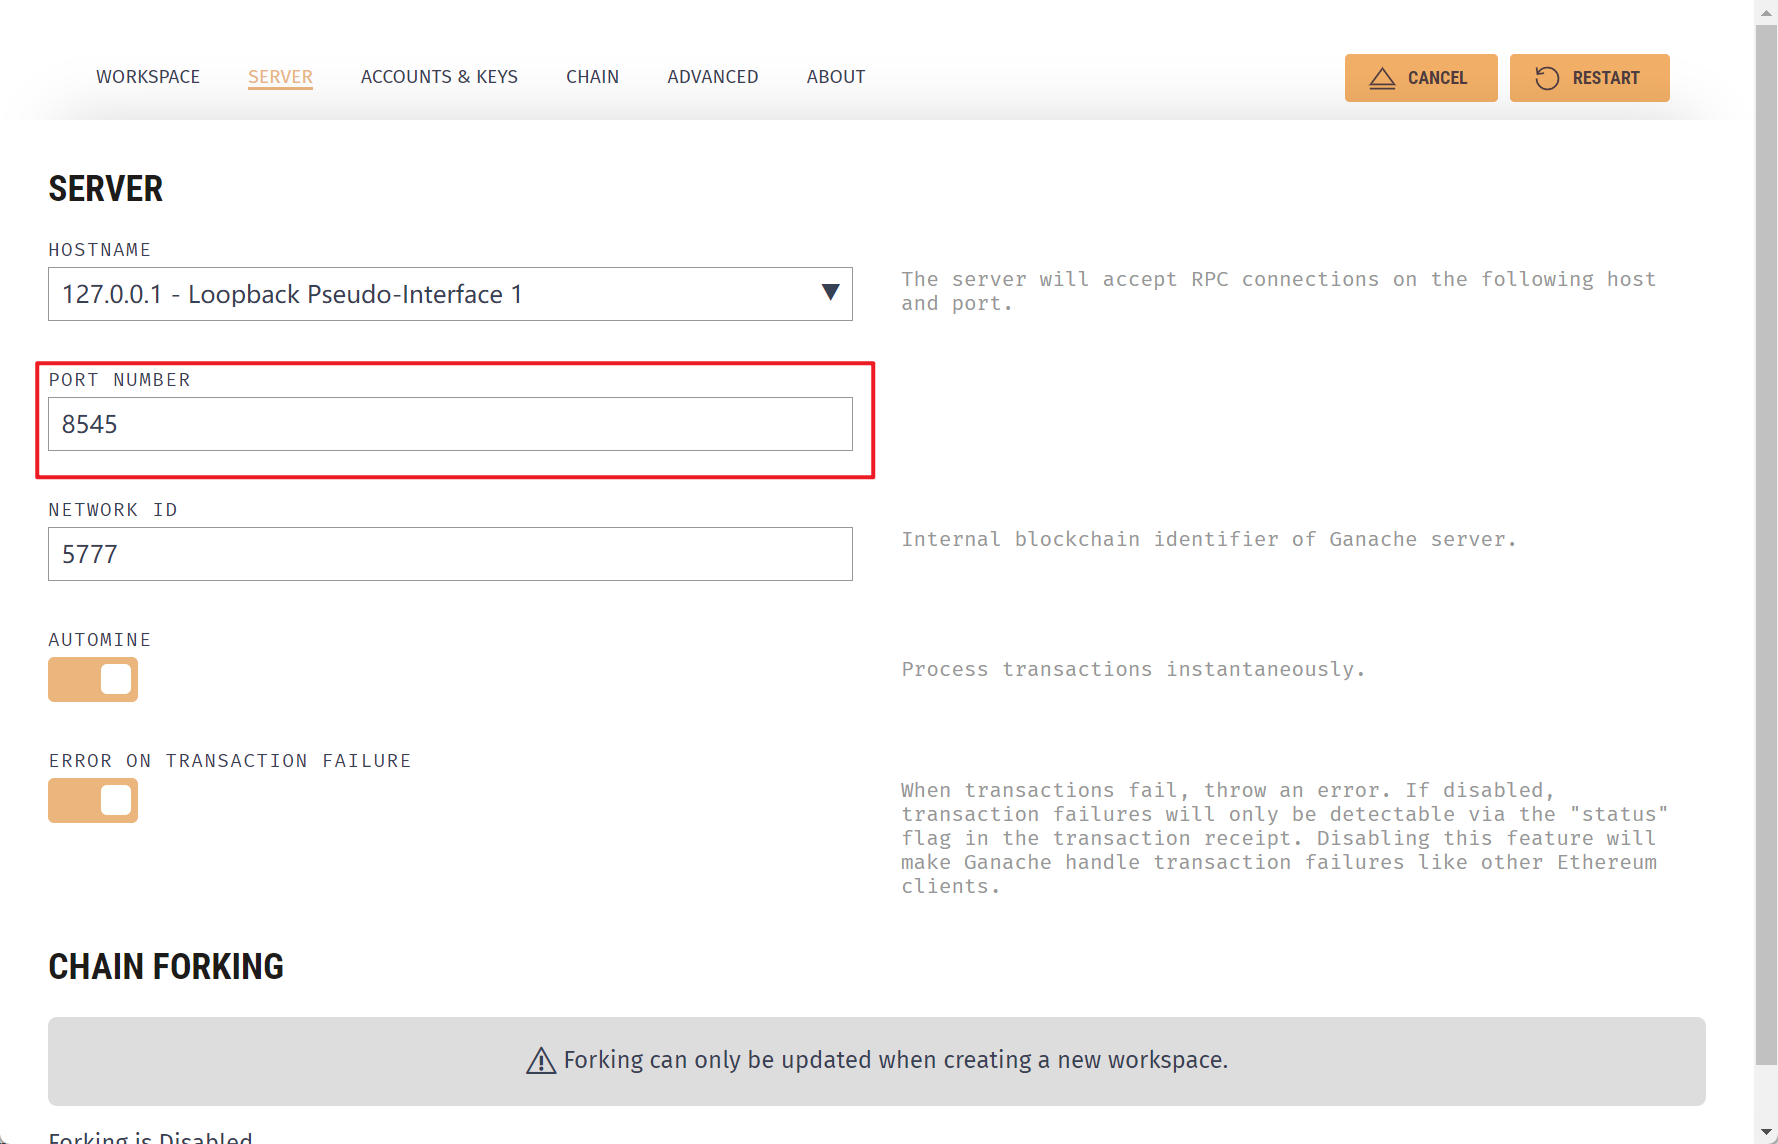 WORKSPACE SERVER ACCOUNTS & KEYS CHAIN ADVANCED ABOUT CANCEL RESTART
SERVER
HOSTNAME
127.0.0.1 - Loopback Pseudo-Interface 1
The server will accept RPC connections on the following host
and port.
PORT NUMBER
8545
NETWORK ID
5777
Internal blockchain identifier of Ganache server.
AUTOMINE
Process transactions instantaneously.
ERROR ON TRANSACTION FAILURE
When transactions fail, throw an error. If disabled,
transaction failures will only be detectable via the "status"
flag in the transaction receipt. Disabling this feature will
make Ganache handle transaction failures like other Ethereum
clients.
CHAIN FORKING
Forking can only be updated when creating a new workspace.
Forking is Disabled